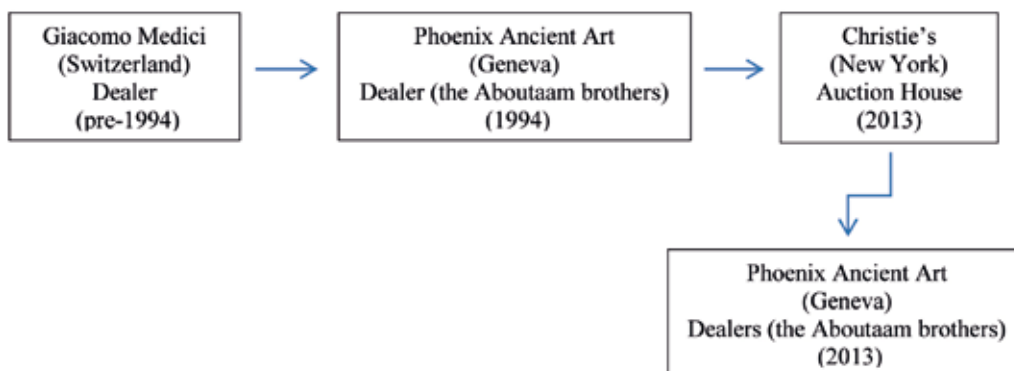 Giacomo Medici
(Switzerland)
Dealer
(pre-1994)
Phoenix Ancient Art
(Geneva)
Dealer (the Aboutaam brothers)
(1994)
Christie's
(New York)
Auction House
(2013)
Phoenix Ancient Art
(Geneva)
Dealers (the Aboutaam brothers)
(2013)